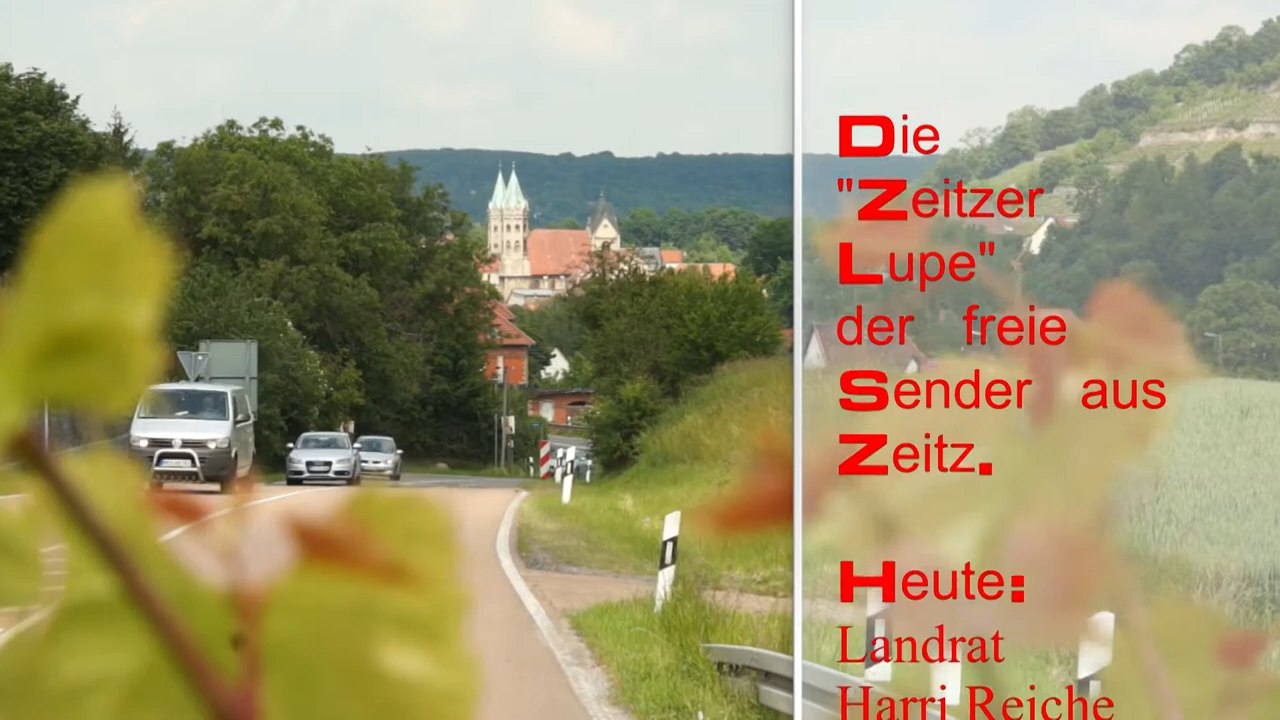 Die
"Zeitzer
Lupe"
der freie
Sender aus
Zeitz.
Heute:
Landrat
Harri Reiche